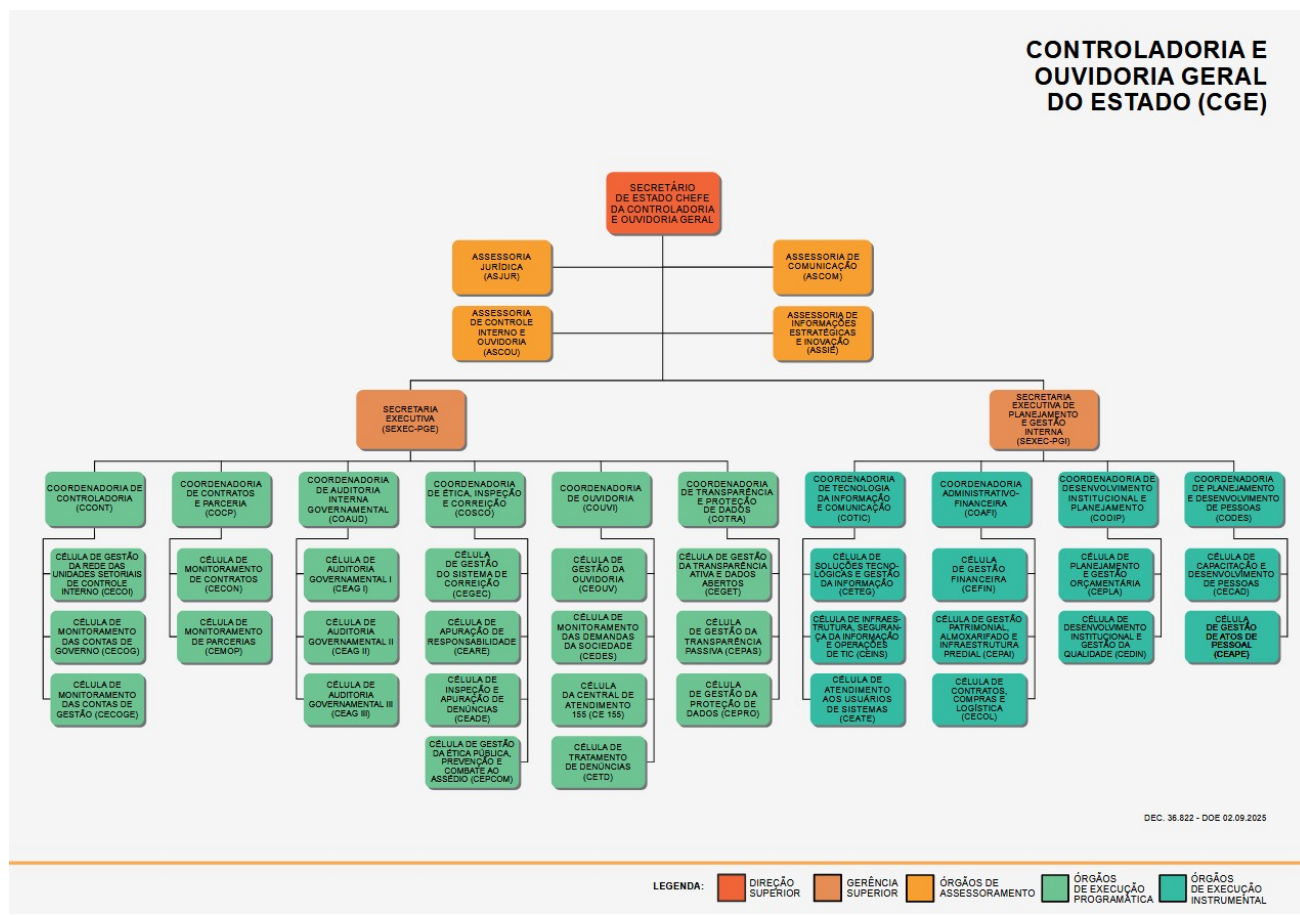 CONTROLADORIA E
OUVIDORIA GERAL
DO ESTADO (CGE)
SECRETÁRIO
DE ESTADO CHEFE
DA CONTROLADORIA
E OUVIDORIA GERAL
ASSESSORIA
JURÍDICA
(ASJUR)
ASSESSORIA DE
COMUNICAÇÃO
(ASCOM)
ASSESSORIA
DE CONTROLE
INTERNO E
OUVIDORIA
(ASCOU)
ASSESSORIA DE
INFORMAÇÕES
ESTRATÉGICAS
E INOVAÇÃO
(ASSIE)
SECRETARIA
EXECUTIVA
(SEXEC-PGE)
SECRETARIA
EXECUTIVA DE
PLANEJAMENTO
E GESTÃO
INTERNA
(SEXEC-PGI)
COORDENADORIA DE
CONTROLADORIA
(CCONT)
COORDENADORIA
DE CONTRATOS
E PARCERIA
(COCP)
COORDENADORIA
DE AUDITORIA
INTERNA
GOVERNAMENTAL
(COAUD)
COORDENADORIA
DE ÉTICA, INSPEÇÃO
E CORREIÇÃO
(COSCO)
COORDENADORIA
DE OUVIDORIA
(COUVI)
COORDENADORIA
DE TRANSPARÊNCIA
E PROTEÇÃO
DE DADOS
(COTRA)
COORDENADORIA
DE TECNOLOGIA
DA INFORMAÇÃO
E COMUNICAÇÃO
(COTIC)
COORDENADORIA
ADMINISTRATIVO-
FINANCEIRA
(COAFI)
COORDENADORIA DE
DESENVOLVIMENTO
INSTITUCIONAL E
PLANEJAMENTO
(CODIP)
COORDENADORIA
DE PLANEJAMENTO
E DESENVOLVIMENTO
DE PESSOAS
(CODES)
CÉLULA DE GESTÃO
DA REDE DAS
UNIDADES SETORIAIS
DE CONTROLE
INTERNO (CECOI)
CÉLULA DE
MONITORAMENTO
DE CONTRATOS
(CECON)
CÉLULA DE
AUDITORIA
GOVERNAMENTAL I
(CEAG I)
CÉLULA
DE GESTÃO
DO SISTEMA DE
CORREIÇÃO
(CEGEC)
CÉLULA DE
GESTÃO DA
OUVIDORIA
(CEOUV)
CÉLULA DE GESTÃO
DA TRANSPARÊNCIA
ATIVA E DADOS
ABERTOS
(CEGET)
CÉLULA DE
SOLUÇÕES TECNO-
LÓGICAS E GESTÃO
DA INFORMAÇÃO
(CETEG)
CÉLULA
DE GESTÃO
FINANCEIRA
(CEFIN)
CÉLULA DE
PLANEJAMENTO
E GESTÃO
ORÇAMENTÁRIA
(CEPLA)
CÉLULA DE
CAPACITAÇÃO E
DESENVOLVIMENTO
DE PESSOAS
(CECAD)
CÉLULA DE
MONITORAMENTO
DAS CONTAS DE
GOVERNO (CECOG)
CÉLULA DE
MONITORAMENTO
DE PARCERIAS
(CEMOP)
CÉLULA DE
AUDITORIA
GOVERNAMENTAL II
(CEAG II)
CÉLULA DE
APURAÇÃO DE
RESPONSABILIDADE
(CEARE)
CÉLULA DE
MONITORAMENTO
DAS DEMANDAS
DA SOCIEDADE
(CEDES)
CÉLULA
DE GESTÃO DA
TRANSPARÊNCIA
PASSIVA (CEPAS)
CÉLULA DE INFRAES-
TRUTURA, SEGURAN-
ÇA DA INFORMAÇÃO
E OPERAÇÕES
DE TIC (CEINS)
CÉLULA DE GESTÃO
PATRIMONIAL,
ALMOXARIFADO E
INFRAESTRUTURA
PREDIAL (CEPAI)
CÉLULA DE
DESENVOLVIMENTO
INSTITUCIONAL E
GESTÃO DA
QUALIDADE (CEDIN)
CÉLULA
DE GESTÃO
DE ATOS DE
PESSOAL
(CEAPE)
CÉLULA DE
MONITORAMENTO
DAS CONTAS DE
GESTÃO (CECOGE)
CÉLULA DE
AUDITORIA
GOVERNAMENTAL III
(CEAG III)
CÉLULA DE
INSPEÇÃO E
APURAÇÃO DE
DENÚNCIAS
(CEADE)
CÉLULA
DA CENTRAL DE
ATENDIMENTO
155 (CE 155)
CÉLULA
DE GESTÃO DA
PROTEÇÃO DE
DADOS (CEPRO)
CÉLULA DE
ATENDIMENTO
AOS USUÁRIOS
DE SISTEMAS
(CEATE)
CÉLULA DE
CONTRATOS,
COMPRAS E
LOGÍSTICA
(CECOL)
CÉLULA DE GESTÃO
DA ÉTICA PÚBLICA,
PREVENÇÃO E
COMBATE AO
ASSÉDIO (CEPCOM)
CÉLULA DE
TRATAMENTO
DE DENÚNCIAS
(CETD)
DEC. 36.822 - DOE 02.09.2025
LEGENDA:
DIREÇÃO
SUPERIOR
GERÊNCIA
SUPERIOR
ÓRGÃOS DE
ASSESSORAMENTO
ÓRGÃOS
DE EXECUÇÃO
PROGRAMÁTICA
ÓRGÃOS
DE EXECUÇÃO
INSTRUMENTAL